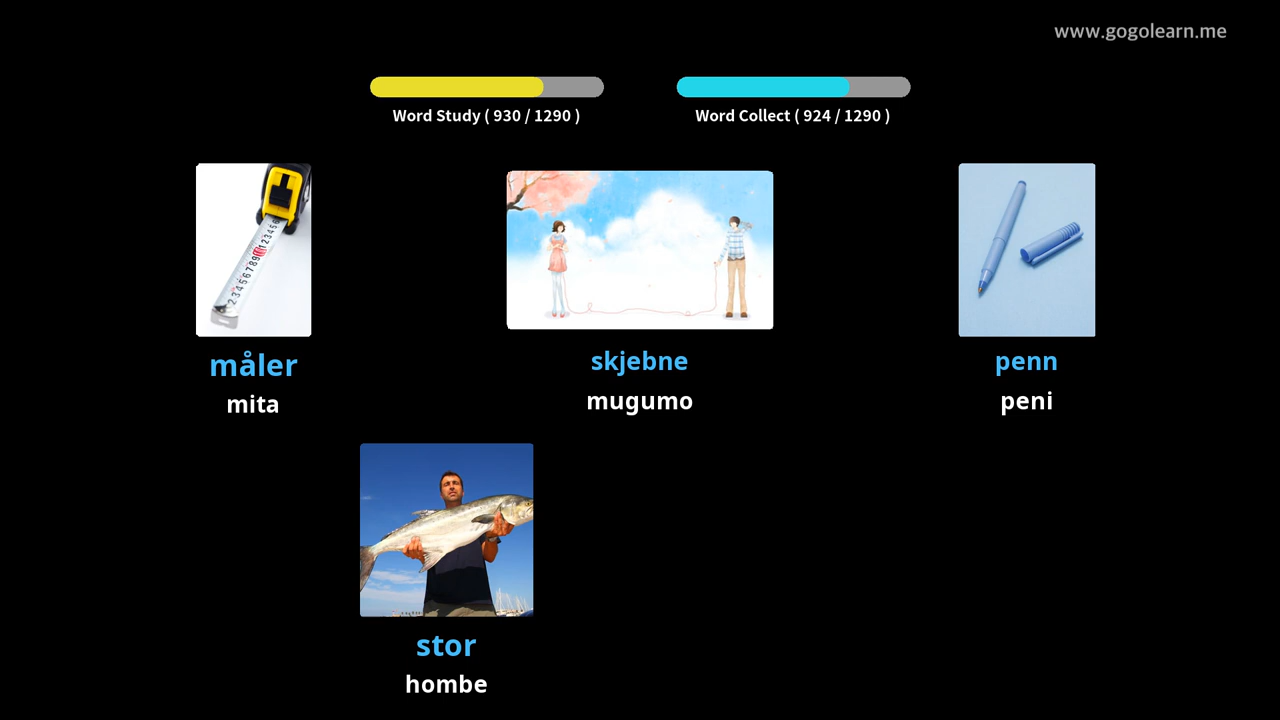 www.gogolearn.me
Word Study ( 930 / 1290 )
Word Collect ( 924 / 1290 )
måler
mita
skjebne
mugumo
penn
peni
stor
hombe